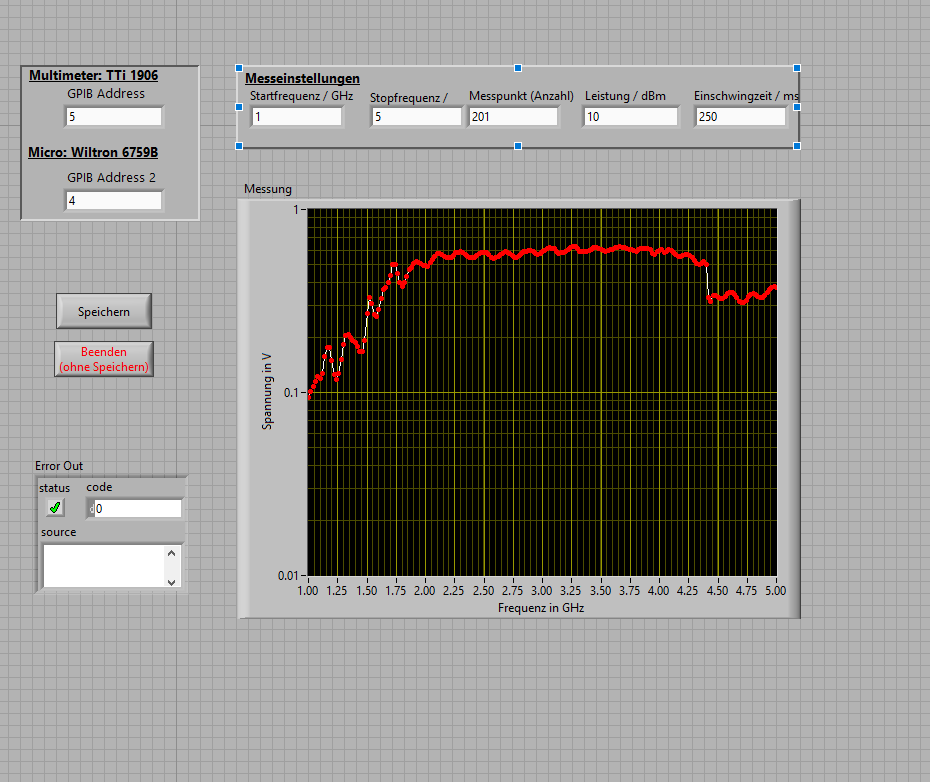 Multimeter: TTi 1906
GPIB Address
5
Micro: Wiltron 6759B
GPIB Address 2
4
Messeinstellungen
Startfrequenz / GHz
Stopfrequenz /
Messpunkt (Anzahl)
Leistung / dBm
Einschwingzeit / ms
1
5
201
10
250
Speichern
Beenden
(ohne Speichern)
Error Out
status
code
d0
source
Messung
1
0.1
0.01
Spannung in V
1.00 1.25 1.50 1.75 2.00 2.25 2.50 2.75 3.00 3.25 3.50 3.75 4.00 4.25 4.50 4.75 5.00
Frequenz in GHz